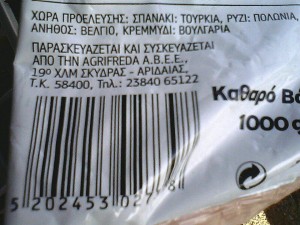 ΧΩΡΑ ΠΡΟΕΛΕΥΣΗΣ: ΣΠΑΝΑΚΙ: ΤΟΥΡΚΙΑ, ΡΥΖΙ: ΠΟΛΩΝΙΑ,
ΑΝΗΘΟΣ: ΒΕΛΓΙΟ, ΚΡΕΜΜΥΔΙ: ΒΟΥΛΓΑΡΙΑ
ΠΑΡΑΣΚΕΥΑΖΕΤΑΙ ΚΑΙ ΣΥΣΚΕΥΑΖΕΤΑΙ
ΑΠΟ ΤΗΝ AGRIFREDA Α.Β.Ε.Ε.,
19ο ΧΛΜ ΣΚΥΔΡΑΣ - ΑΡΙΔΑΙΑΣ,
Τ.Κ. 58400, Τηλ.: 23840 65122
Καθαρό
1000 g
5 202453 02